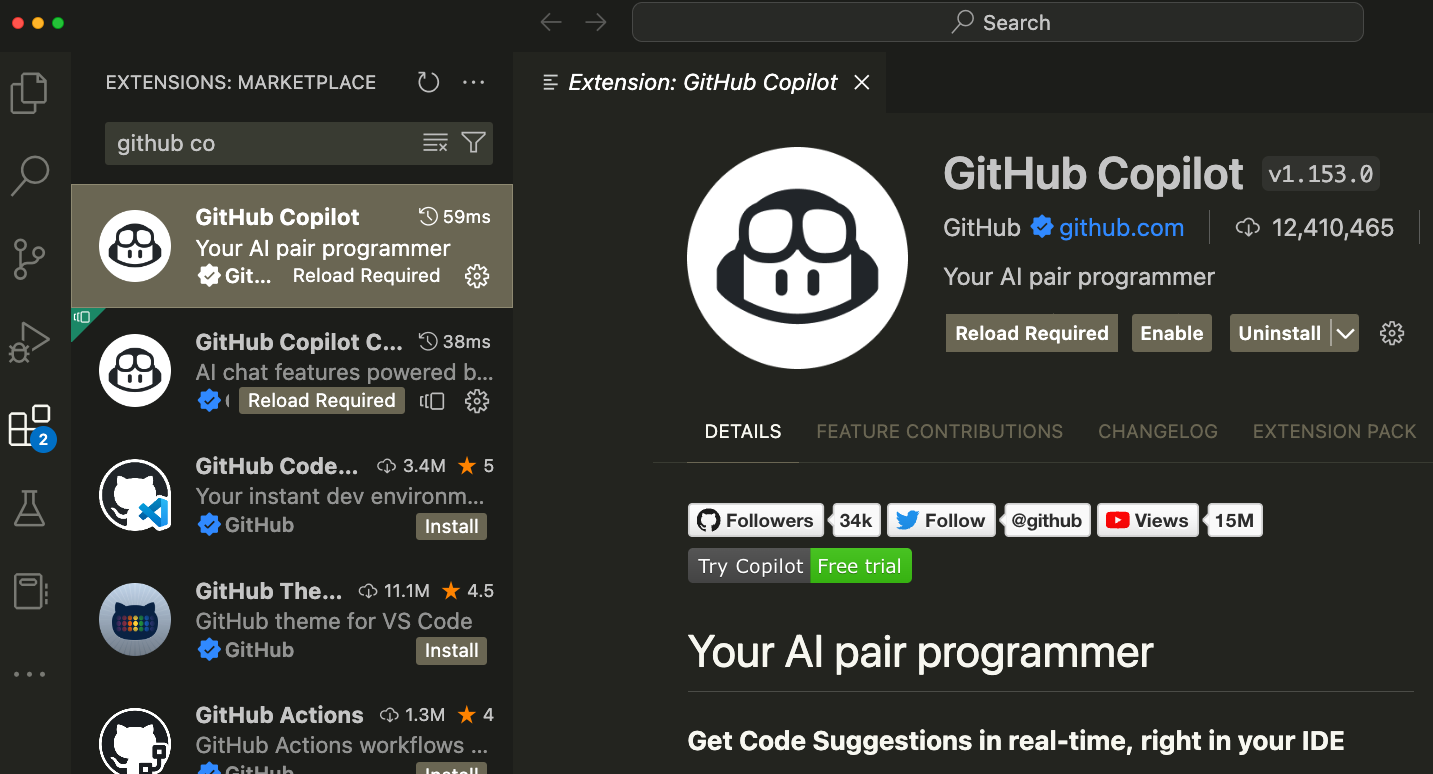 Search
EXTENSIONS: MARKETPLACE
Extension: GitHub Copilot
github co
GitHub Copilot 59ms
Your AI pair programmer
Git... Reload Required
GitHub Copilot C... 38ms
AI chat features powered b...
Reload Required
2
GitHub Code... 3.4M 5
Your instant dev environm...
GitHub Install
GitHub The... 11.1M 4.5
GitHub theme for VS Code
GitHub Install
GitHub Actions 1.3M 4
GitHub Actions workflows ...
GitHub Install
GitHub Copilot v1.153.0
GitHub github.com 12,410,465
Your AI pair programmer
Reload Required Enable Uninstall
DETAILS FEATURE CONTRIBUTIONS CHANGELOG EXTENSION PACK
Followers 34k Follow @github Views 15M
Try Copilot Free trial
Your AI pair programmer
Get Code Suggestions in real-time, right in your IDE